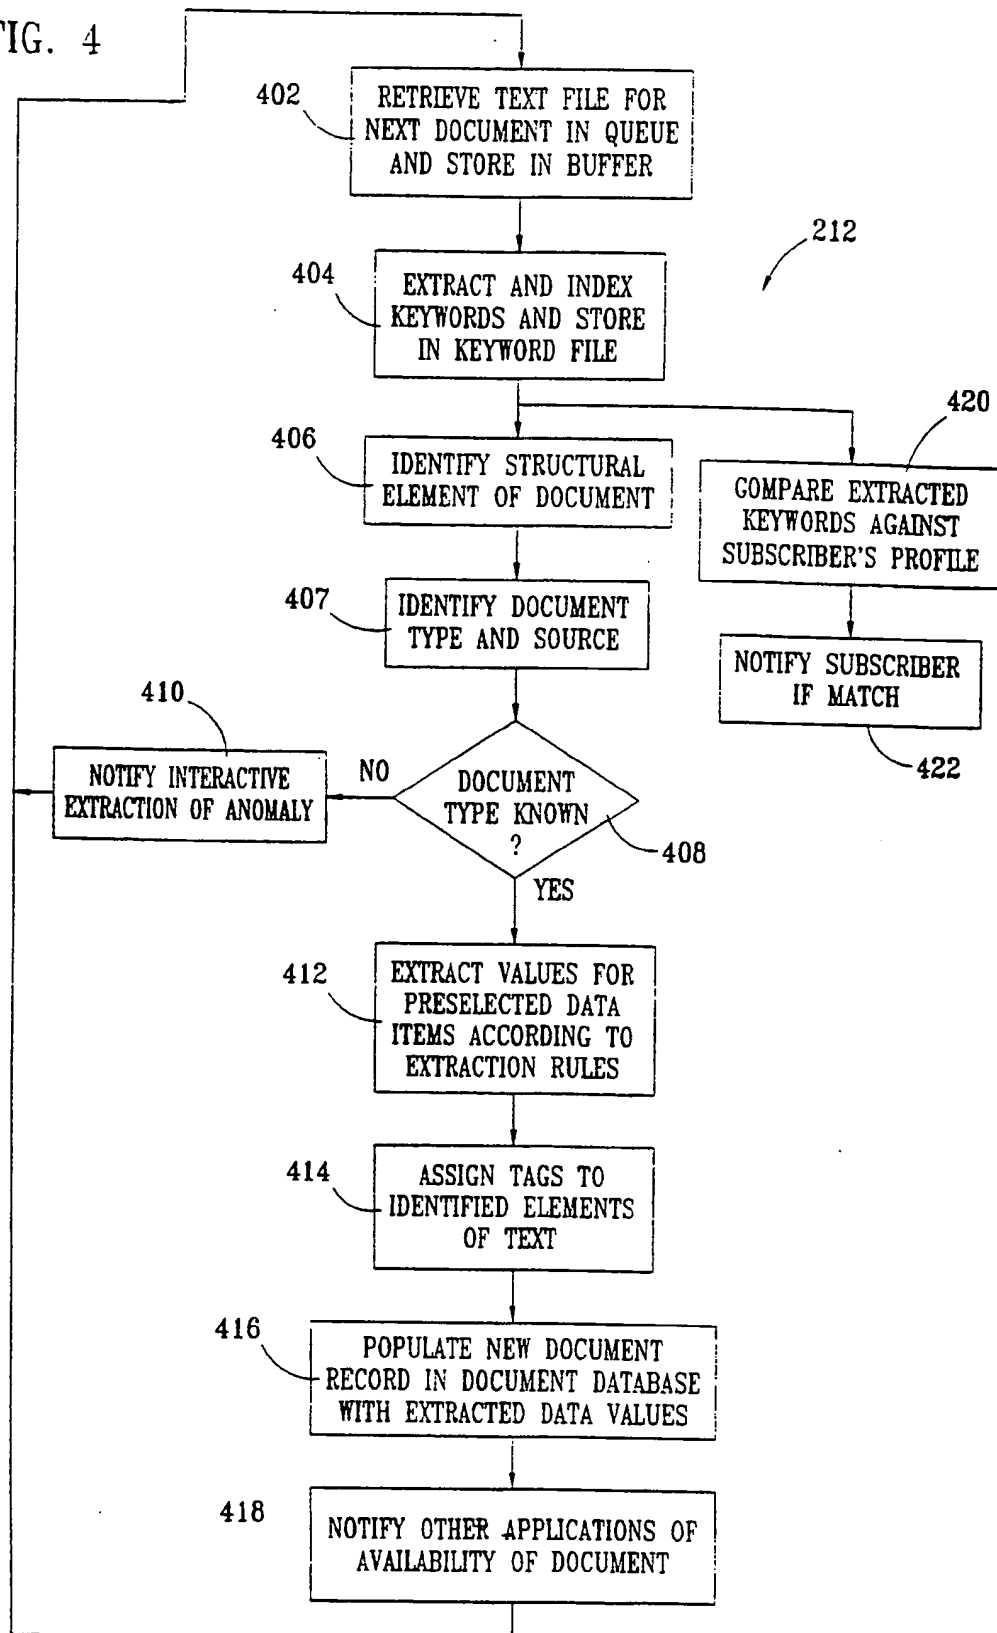 FIG. 4
402
RETRIEVE TEXT FILE FOR
NEXT DOCUMENT IN QUEUE
AND STORE IN BUFFER
212
404
EXTRACT AND INDEX
KEYWORDS AND STORE
IN KEYWORD FILE
406
IDENTIFY STRUCTURAL
ELEMENT OF DOCUMENT
420
COMPARE EXTRACTED
KEYWORDS AGAINST
SUBSCRIBER'S PROFILE
407
IDENTIFY DOCUMENT
TYPE AND SOURCE
NOTIFY SUBSCRIBER
IF MATCH
422
410
NOTIFY INTERACTIVE
EXTRACTION OF ANOMALY
NO
DOCUMENT
TYPE KNOWN
?
408
YES
412
EXTRACT VALUES FOR
PRESELECTED DATA
ITEMS ACCORDING TO
EXTRACTION RULES
414
ASSIGN TAGS TO
IDENTIFIED ELEMENTS
OF TEXT
416
POPULATE NEW DOCUMENT
RECORD IN DOCUMENT DATABASE
WITH EXTRACTED DATA VALUES
418
NOTIFY OTHER APPLICATIONS OF
AVAILABILITY OF DOCUMENT